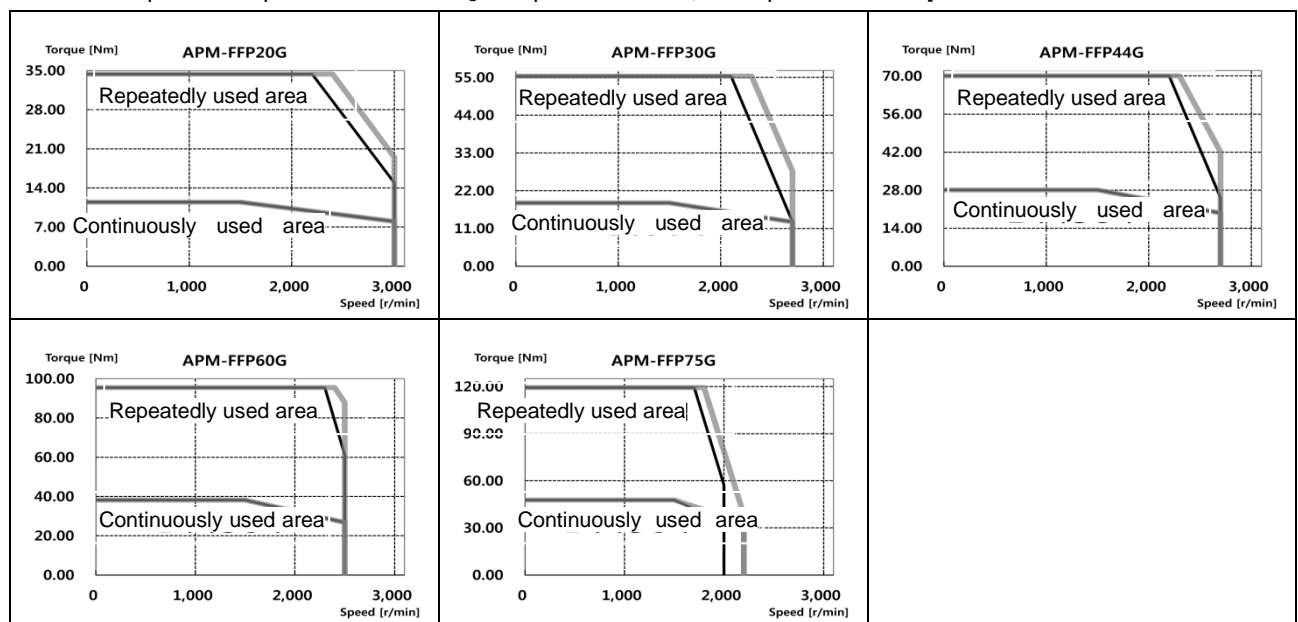 Torque [Nm] APM-FFP20G
35.00
Repeatedly used area
28.00
21.00
14.00
7.00
Continuously used area
0.00
0 1,000 2,000 3,000
Speed [r/min]
Torque [Nm] APM-FFP30G
55.00
Repeatedly used area
44.00
33.00
22.00
Continuously used area
11.00
0.00
0 1,000 2,000 3,000
Speed [r/min]
Torque [Nm] APM-FFP44G
70.00
Repeatedly used area
56.00
42.00
28.00
Continuously used area
14.00
0.00
0 1,000 2,000 3,000
Speed [r/min]
Torque [Nm] APM-FFP60G
100.00
Repeatedly used area
80.00
60.00
40.00
Continuously used area
20.00
0.00
0 1,000 2,000 3,000
Speed [r/min]
Torque [Nm] APM-FFP75G
120.00
Repeatedly used area
90.00
60.00
30.00 Continuously used area
0.00
0 1,000 2,000 3,000
Speed [r/min]